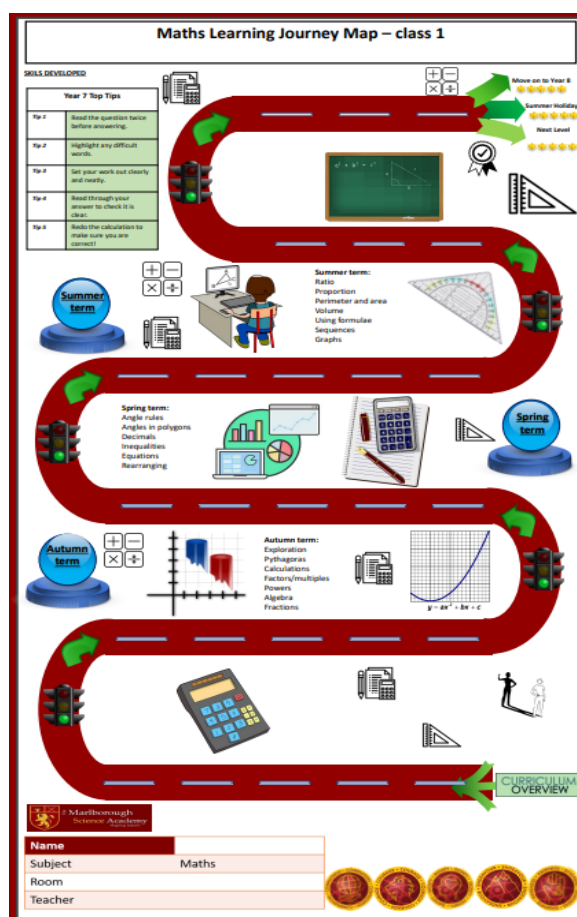 Maths Learning Journey Map – class 1
SKILS DEVELOPED
Year 7 Top Tips
Tip 1 Read the question twice
before answering.
Tip 2 Highlight any difficult
words.
Tip 3 Set your work out clearly
and neatly.
Tip 4 Read through your
answer to check it is
clear.
Tip 5 Redo the calculation to
make sure you are
correct!
Move on to Year 8
Summer Holiday
Next Level
Summer
term
Summer term:
Ratio
Proportion
Perimeter and area
Volume
Using formulae
Sequences
Graphs
Spring term:
Angle rules
Angles in polygons
Decimals
Inequalities
Equations
Rearranging
Spring
term
Autumn
term
Autumn term:
Exploration
Pythagoras
Calculations
Factors/multiples
Powers
Algebra
Fractions
y = ax² + bx + c
CURRICULUM
OVERVIEW
The Marlborough
Science Academy
Name
Subject Maths
Room
Teacher